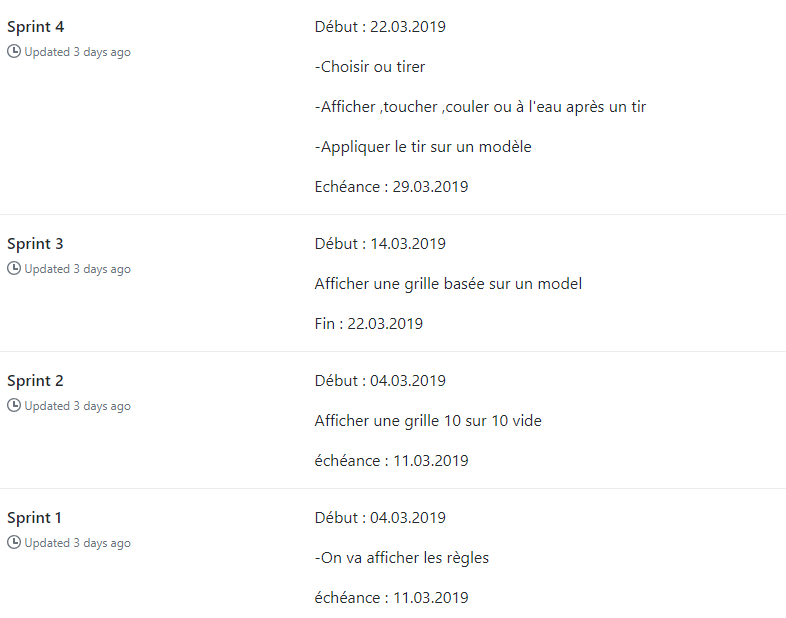 Sprint 4
Updated 3 days ago
Début : 22.03.2019
-Choisir ou tirer
-Afficher ,toucher ,couler ou à l'eau après un tir
-Appliquer le tir sur un modèle
Echéance : 29.03.2019
Sprint 3
Updated 3 days ago
Début : 14.03.2019
Afficher une grille basée sur un model
Fin : 22.03.2019
Sprint 2
Updated 3 days ago
Début : 04.03.2019
Afficher une grille 10 sur 10 vide
échéance : 11.03.2019
Sprint 1
Updated 3 days ago
Début : 04.03.2019
-On va afficher les règles
échéance : 11.03.2019